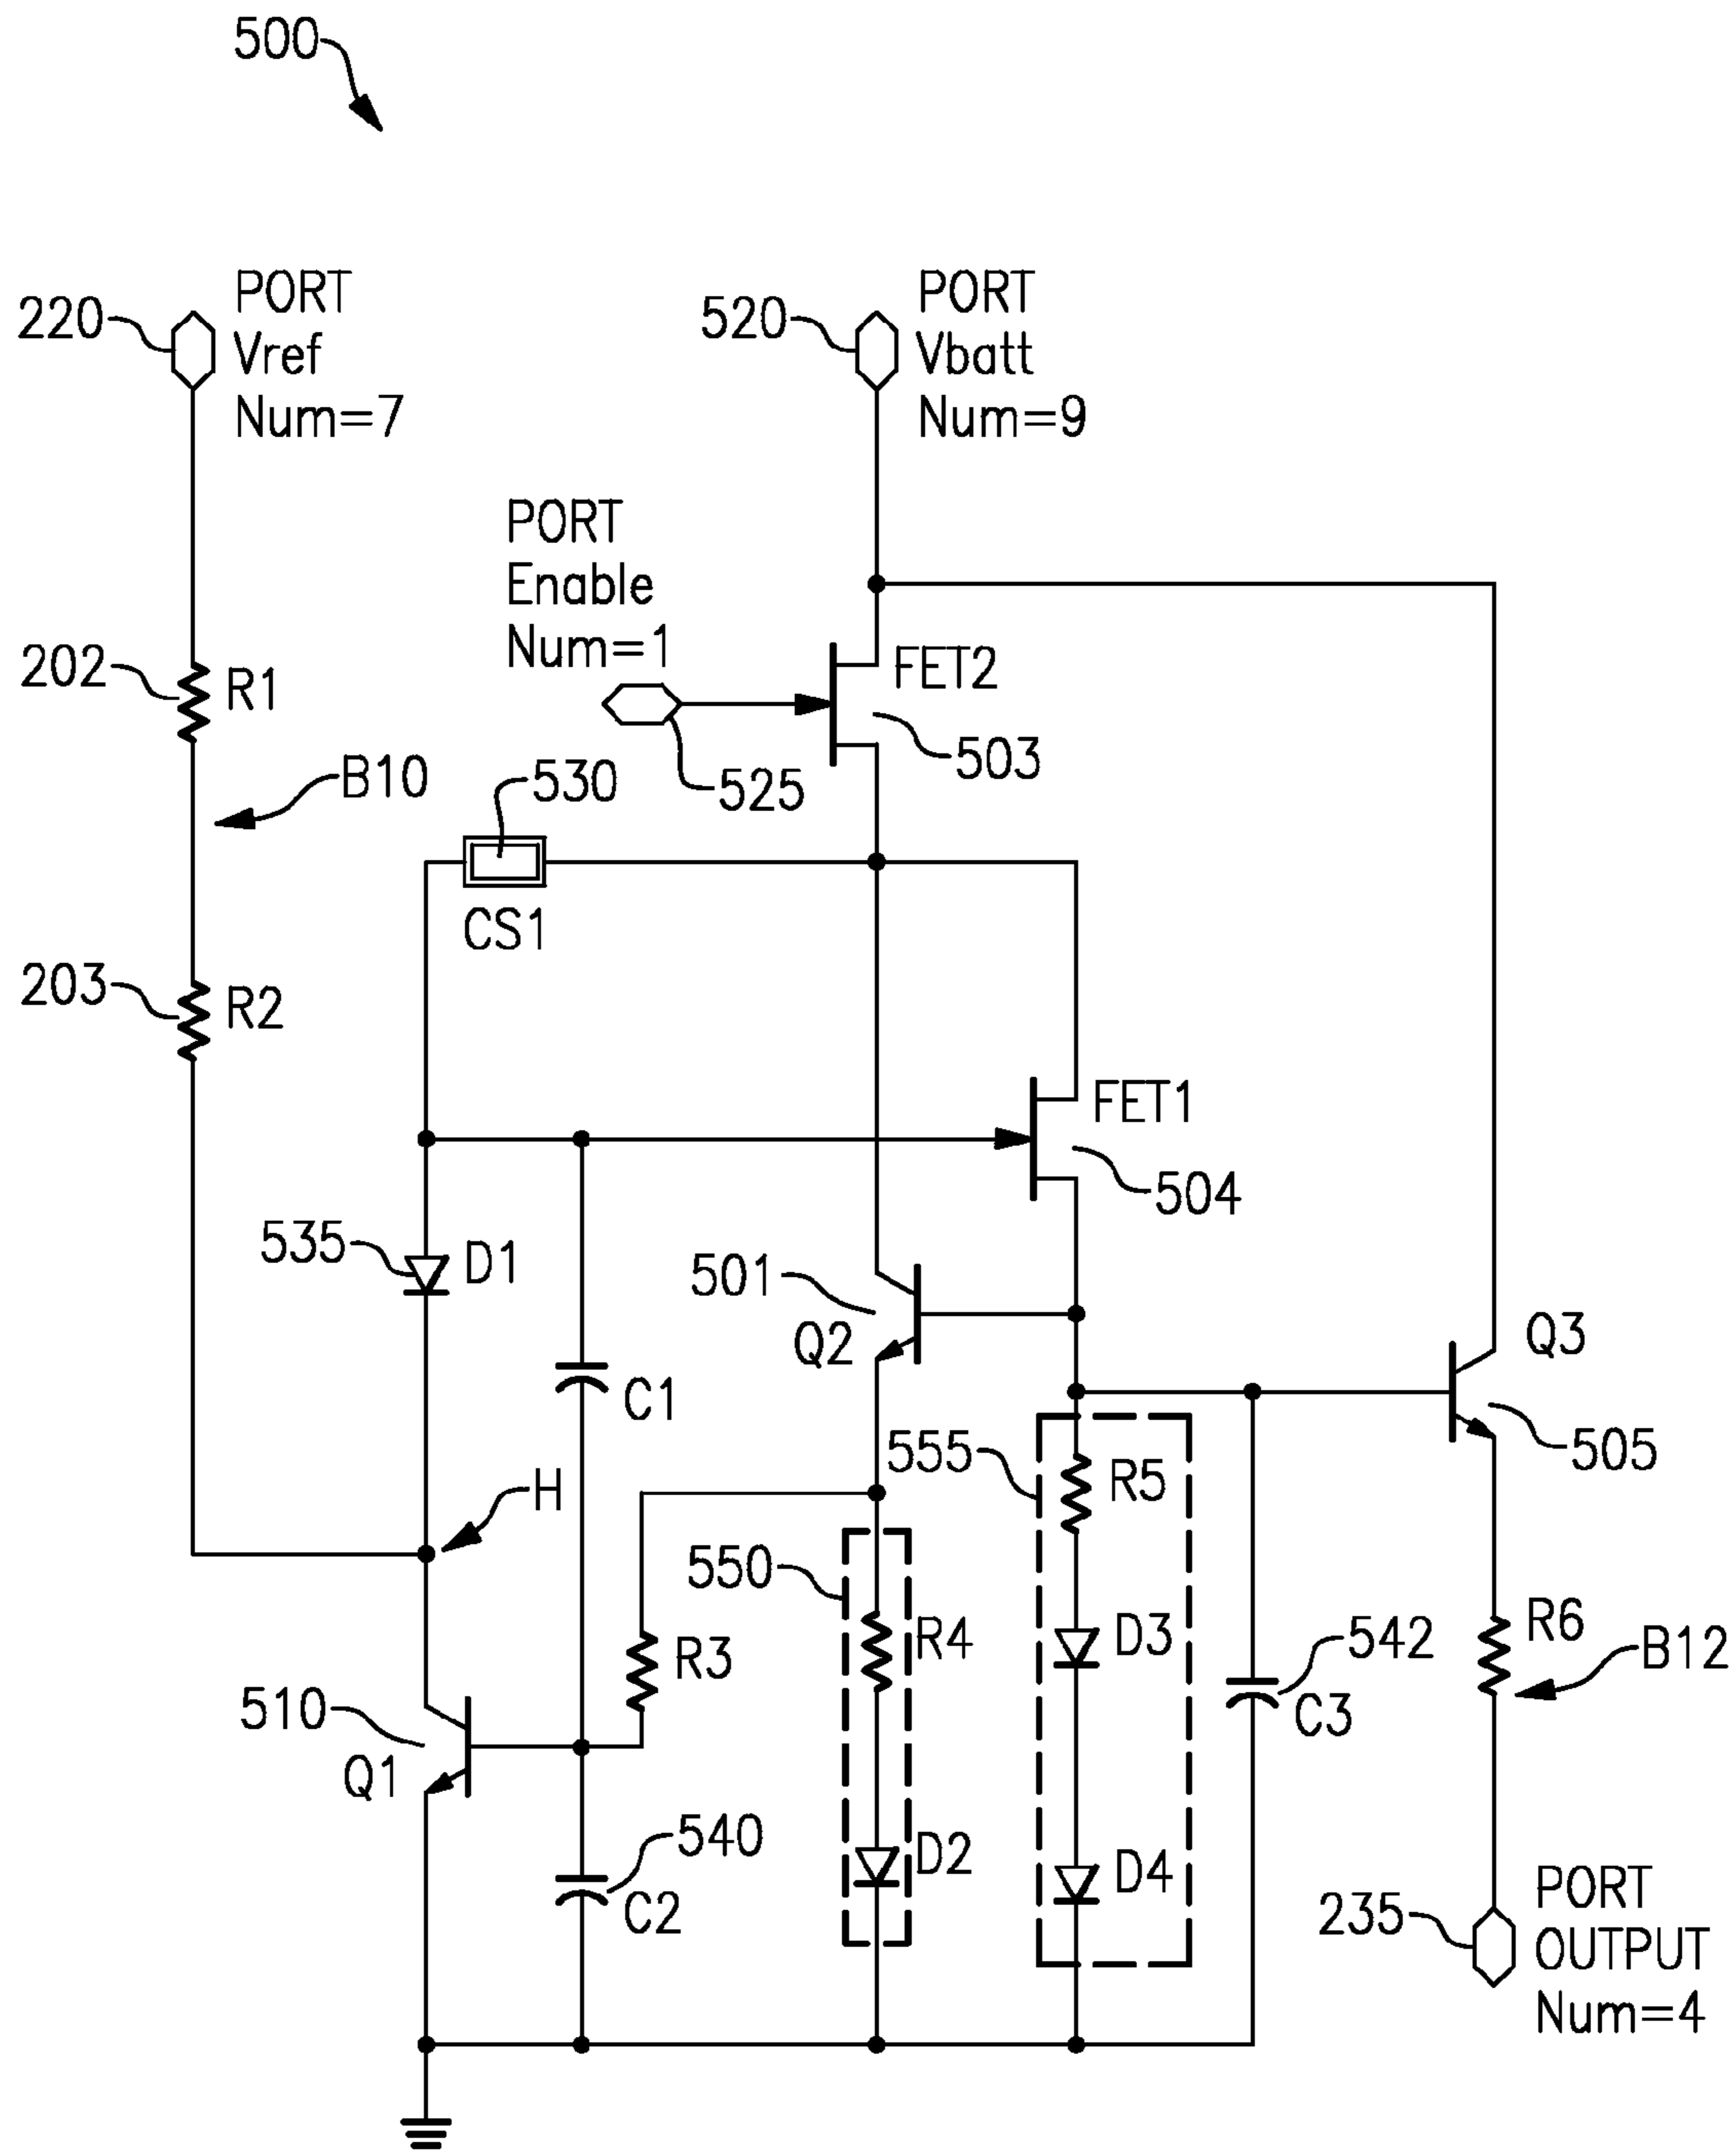 500
220
PORT
Vref
Num=7
520
PORT
Vbatt
Num=9
PORT
Enable
Num=1
202
R1
FET2
503
B10
530
525
CS1
203
R2
FET1
504
535
D1
501
Q2
Q3
505
C1
555
R5
H
550
R3
R4
D3
542
C3
R6
B12
510
Q1
540
C2
D2
D4
235
PORT
OUTPUT
Num=4